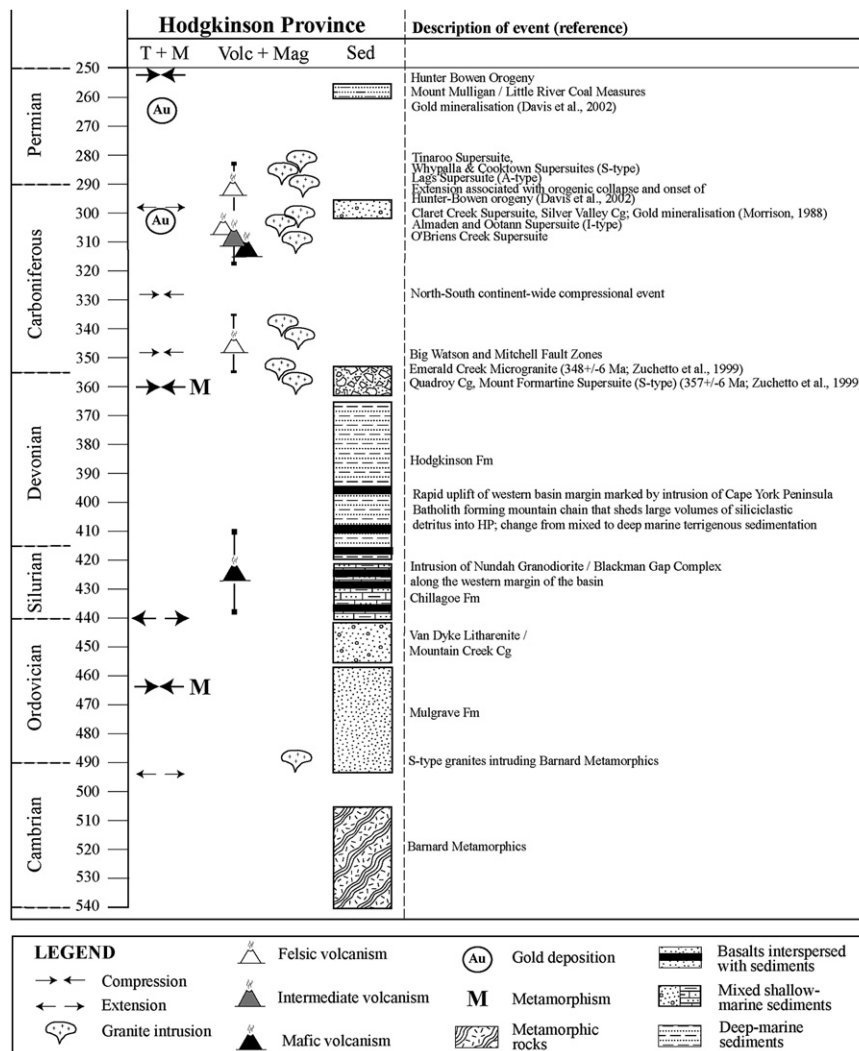 Hodgkinson Province
Description of event (reference)
T + M
Volc + Mag
Sed
Permian
Carboniferous
Devonian
Silurian
Ordovician
Cambrian
250
260
270
280
290
300
310
320
330
340
350
360
370
380
390
400
410
420
430
440
450
460
470
480
490
500
510
520
530
540
Au
Au
M
M
Hunter Bowen Orogeny
Mount Mulligan / Little River Coal Measures
Gold mineralisation (Davis et al., 2002)
Tinaroo Supersuite,
Whypalla & Cooktown Supersuites (S-type)
Lags Supersuite (A-type)
Extension associated with orogenic collapse and onset of
Hunter-Bowen orogeny (Davis et al., 2002)
Claret Creek Supersuite, Silver Valley Cg; Gold mineralisation (Morrison, 1988)
Almaden and Ootann Supersuite (I-type)
O'Briens Creek Supersuite
North-South continent-wide compressional event
Big Watson and Mitchell Fault Zones
Emerald Creek Microgranite (348+/-6 Ma; Zuchetto et al., 1999)
Quadroy Cg, Mount Formartine Supersuite (S-type) (357+/-6 Ma; Zuchetto et al., 1999
Hodgkinson Fm
Rapid uplift of western basin margin marked by intrusion of Cape York Peninsula
Batholith forming mountain chain that sheds large volumes of siliciclastic
detritus into HP; change from mixed to deep marine terrigenous sedimentation
Intrusion of Nundah Granodiorite / Blackman Gap Complex
along the western margin of the basin
Chillagoe Fm
Van Dyke Litharenite /
Mountain Creek Cg
Mulgrave Fm
S-type granites intruding Barnard Metamorphics
Barnard Metamorphics
LEGEND
Compression
Extension
Granite intrusion
Felsic volcanism
Intermediate volcanism
Mafic volcanism
Au
Gold deposition
M
Metamorphism
Metamorphic
rocks
Basalts interspersed
with sediments
Mixed shallow-
marine sediments
Deep-marine
sediments